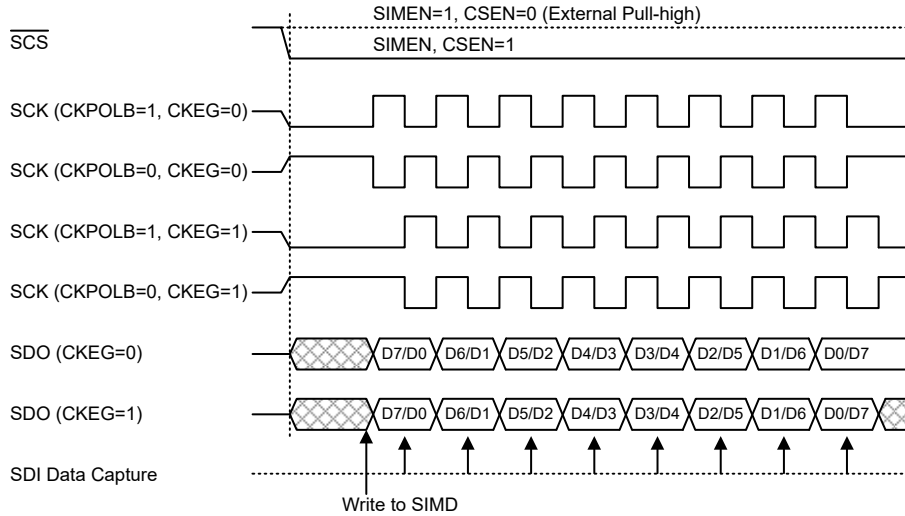 SIMEN=1, CSEN=0 (External Pull-high)
SCS
SIMEN, CSEN=1
SCK (CKPOLB=1, CKEG=0)
SCK (CKPOLB=0, CKEG=0)
SCK (CKPOLB=1, CKEG=1)
SCK (CKPOLB=0, CKEG=1)
SDO (CKEG=0) D7/D0 D6/D1 D5/D2 D4/D3 D3/D4 D2/D5 D1/D6 D0/D7
SDO (CKEG=1) D7/D0 D6/D1 D5/D2 D4/D3 D3/D4 D2/D5 D1/D6 D0/D7
SDI Data Capture
Write to SIMD